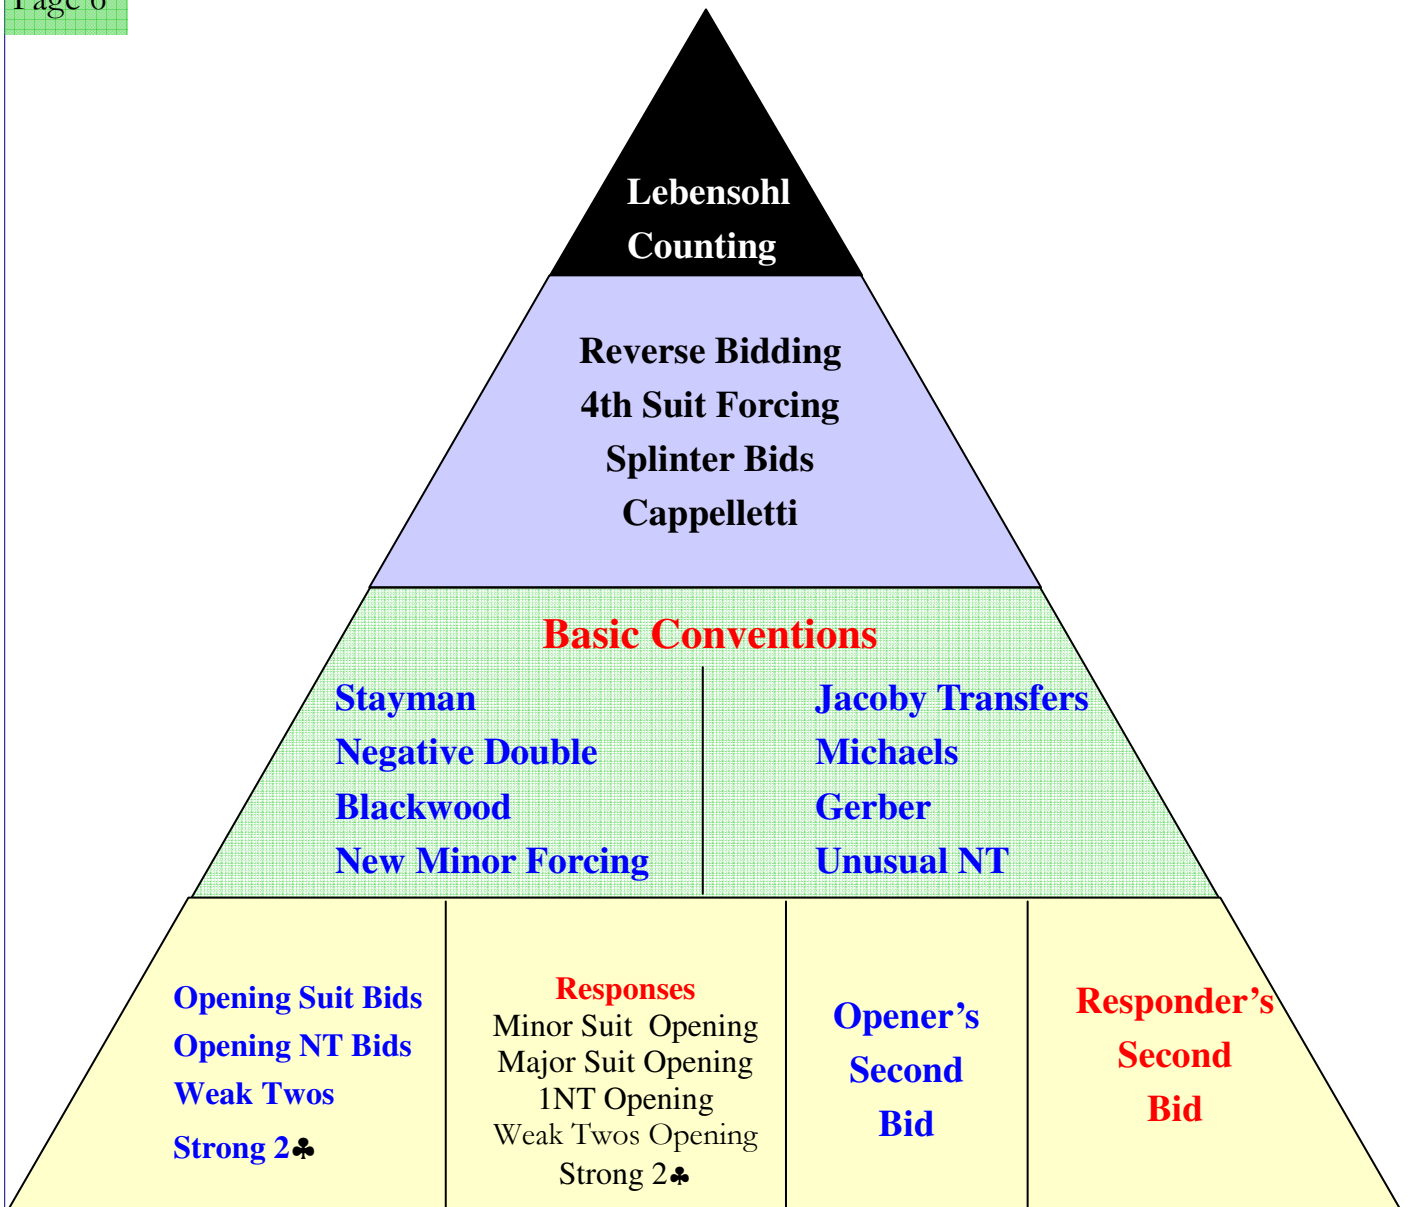 Page 6
Lebensohl
Counting
Reverse Bidding
4th Suit Forcing
Splinter Bids
Cappelletti
Basic Conventions
Stayman
Negative Double
Blackwood
New Minor Forcing
Jacoby Transfers
Michaels
Gerber
Unusual NT
Opening Suit Bids
Opening NT Bids
Weak Twos
Strong 2♣
Responses
Minor Suit Opening
Major Suit Opening
1NT Opening
Weak Twos Opening
Strong 2♣
Opener’s
Second
Bid
Responder’s
Second
Bid